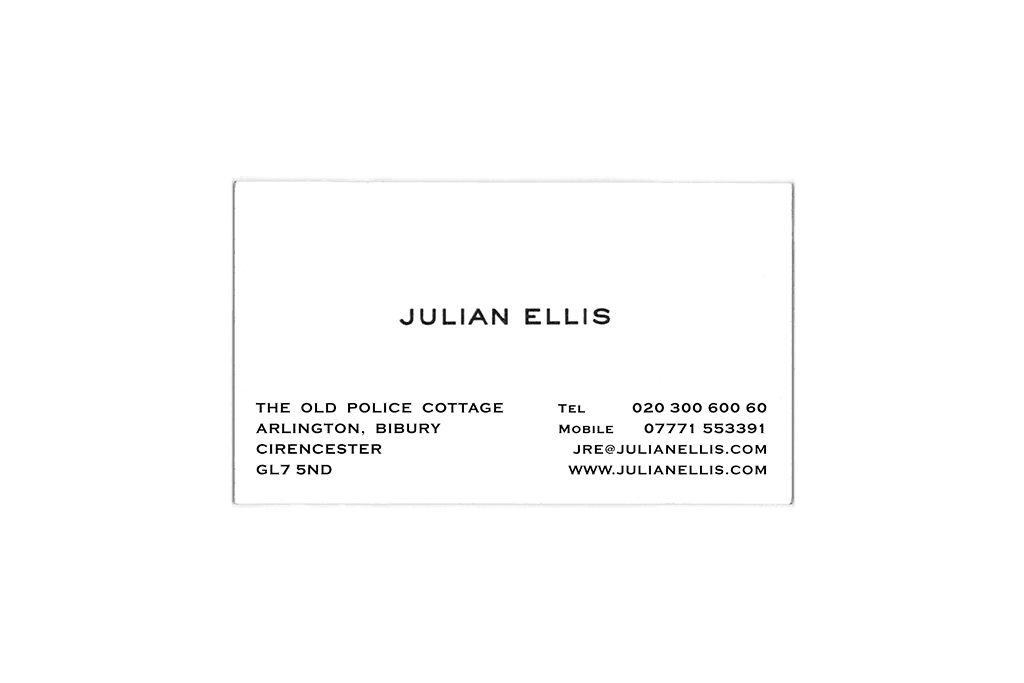 JULIAN ELLIS
THE OLD POLICE COTTAGE
ARLINGTON, BIBURY
CIRENCESTER
GL7 5ND
TEL 020 300 600 60
MOBILE 07771 553391
JRE@JULIANELLIS.COM
WWW.JULIANELLIS.COM